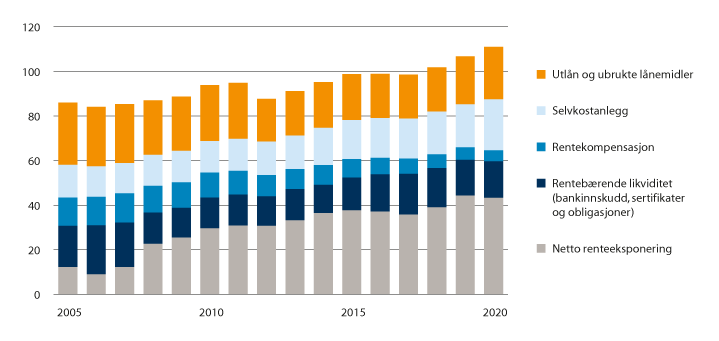 120
100
80
60
40
20
0
2005
2010
2015
2020
Utlån og ubrukte lånemidler
Selvkostanlegg
Rentekompensasjon
Rentebærende likviditet
(bankinnskudd, sertifikater
og obligasjoner)
Netto renteeksponering